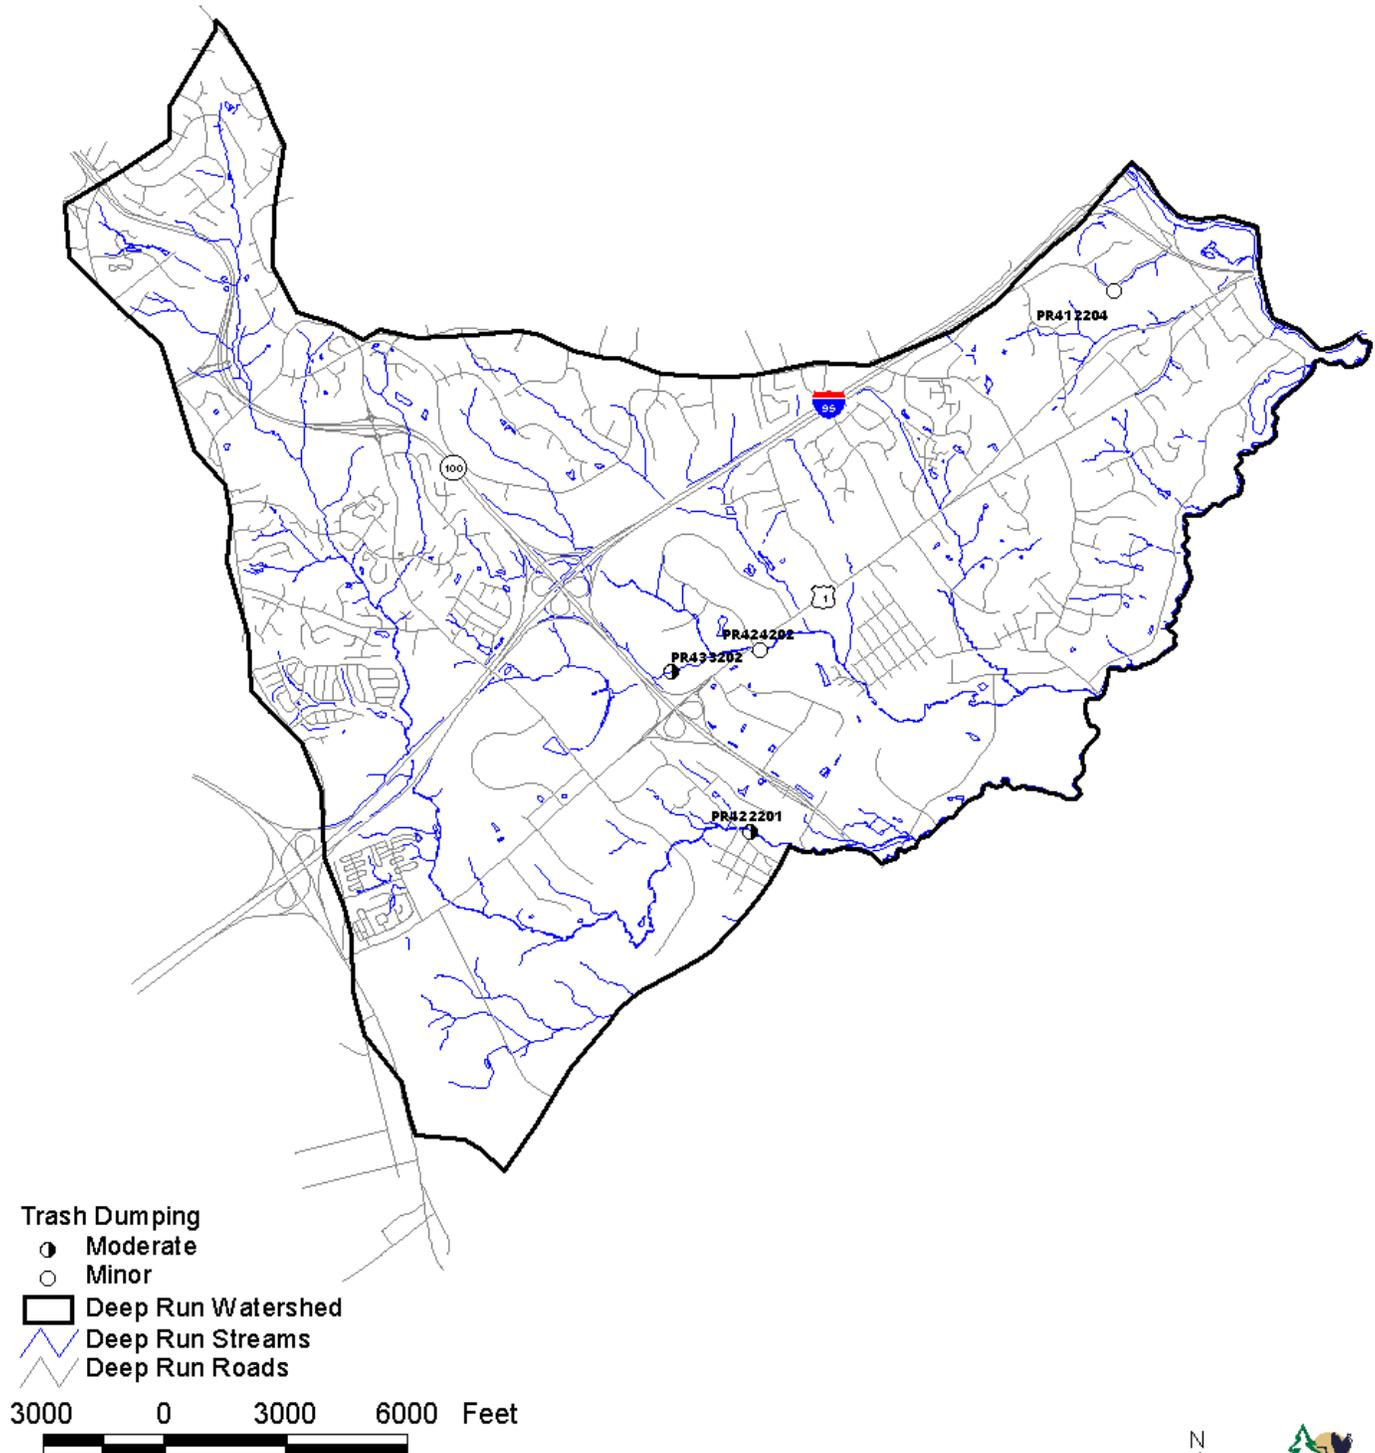 PR412204
95
100
1
PR424202
PR433202
PR422201
Trash Dumping
Moderate
Minor
Deep Run Watershed
Deep Run Streams
Deep Run Roads
3000 0 3000 6000 Feet
N